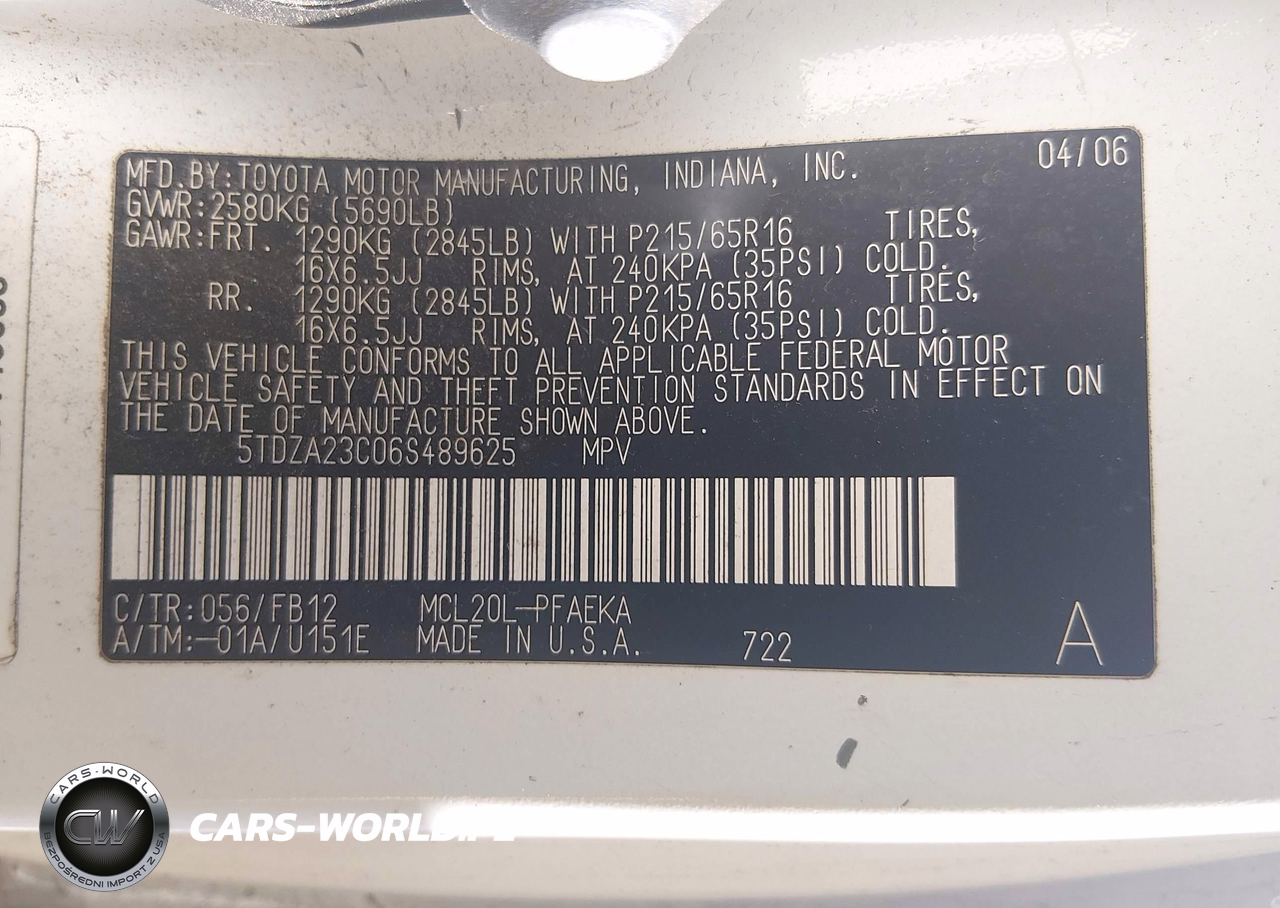 MFD.BY:TOYOTA MOTOR MANUFACTURING, INDIANA, INC. 04/06
GVWR:2580KG (5690LB)
GAWR:FRT. 1290KG (2845LB) WITH P215/65R16 TIRES,
16X6.5JJ RIMS, AT 240KPA (35PSI) COLD.
RR. 1290KG (2845LB) WITH P215/65R16 TIRES,
16X6.5JJ RIMS, AT 240KPA (35PSI) COLD.
THIS VEHICLE CONFORMS TO ALL APPLICABLE FEDERAL MOTOR
VEHICLE SAFETY AND THEFT PREVENTION STANDARDS IN EFFECT ON
THE DATE OF MANUFACTURE SHOWN ABOVE.
5TDZA23C06S489625 MPV
C/TR:056/FB12 MCL20L-PFAEKA
A/TM:-01A/U151E MADE IN U.S.A. 722 A
CARS-WORLD
CW
BEZPOŚREDNI IMPORT Z USA